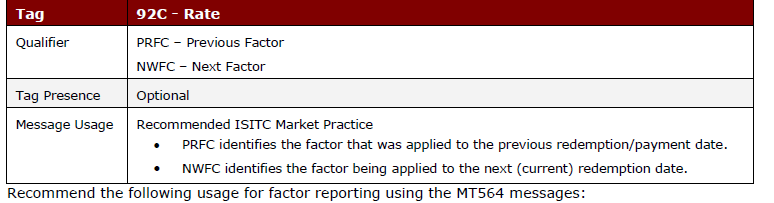 Tag 92C - Rate
Qualifier PRFC – Previous Factor
NWFC – Next Factor
Tag Presence Optional
Message Usage Recommended ISITC Market Practice
• PRFC identifies the factor that was applied to the previous redemption/payment date.
• NWFC identifies the factor being applied to the next (current) redemption date.
Recommend the following usage for factor reporting using the MT564 messages: